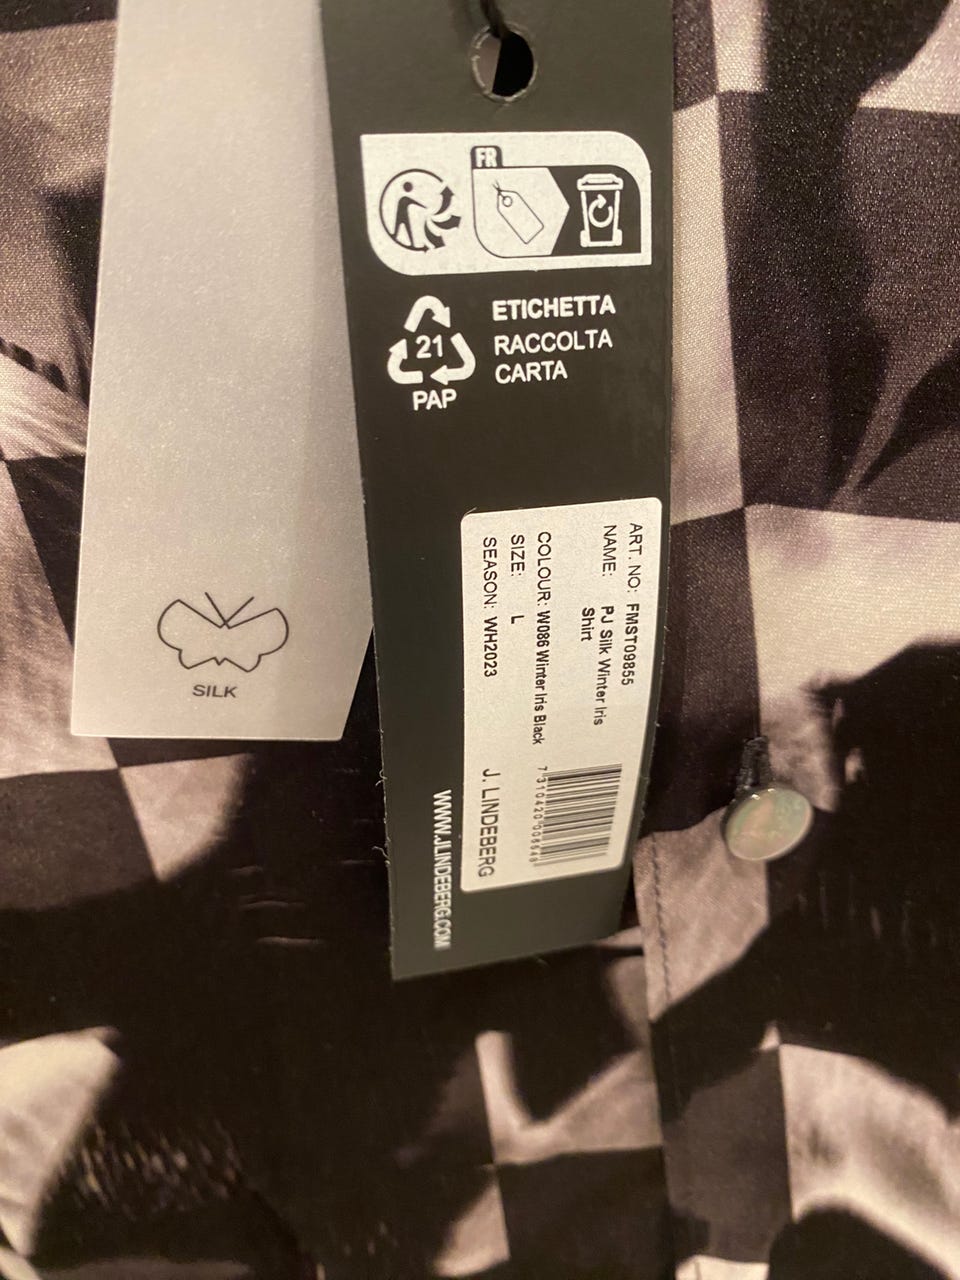 FR
21
PAP
ETICHETTA
RACCOLTA
CARTA
ART. NO: FMST09855
NAME: PJ Silk Winter Iris
Shirt
COLOUR: W086 Winter Iris Black
SIZE: L
SEASON: WH2023
J. LINDEBERG
WWW.JLINDEBERG.COM
SILK